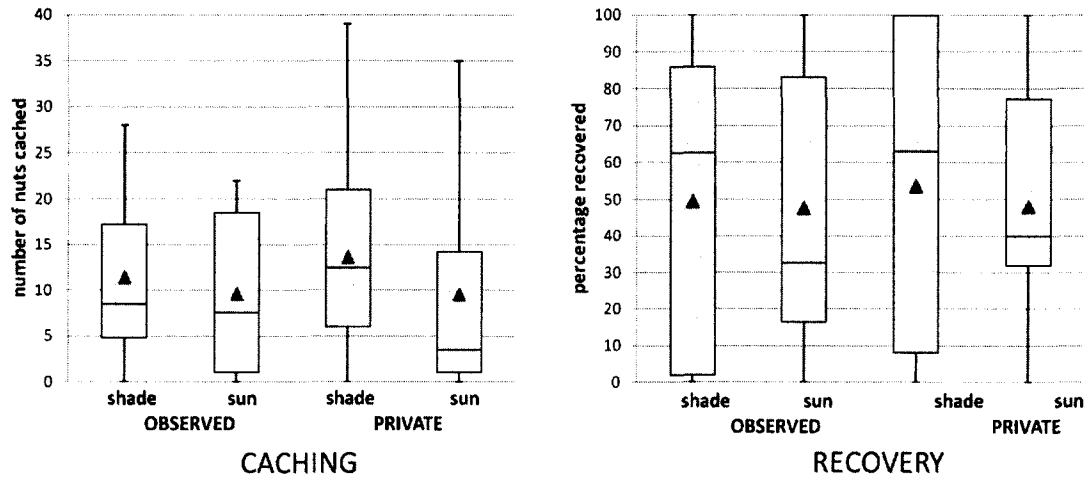 number of nuts cached
40
35
30
25
20
15
10
5
0
shade sun shade sun
OBSERVED PRIVATE
CACHING
percentage recovered
100
90
80
70
60
50
40
30
20
10
0
shade sun shade sun
OBSERVED PRIVATE
RECOVERY